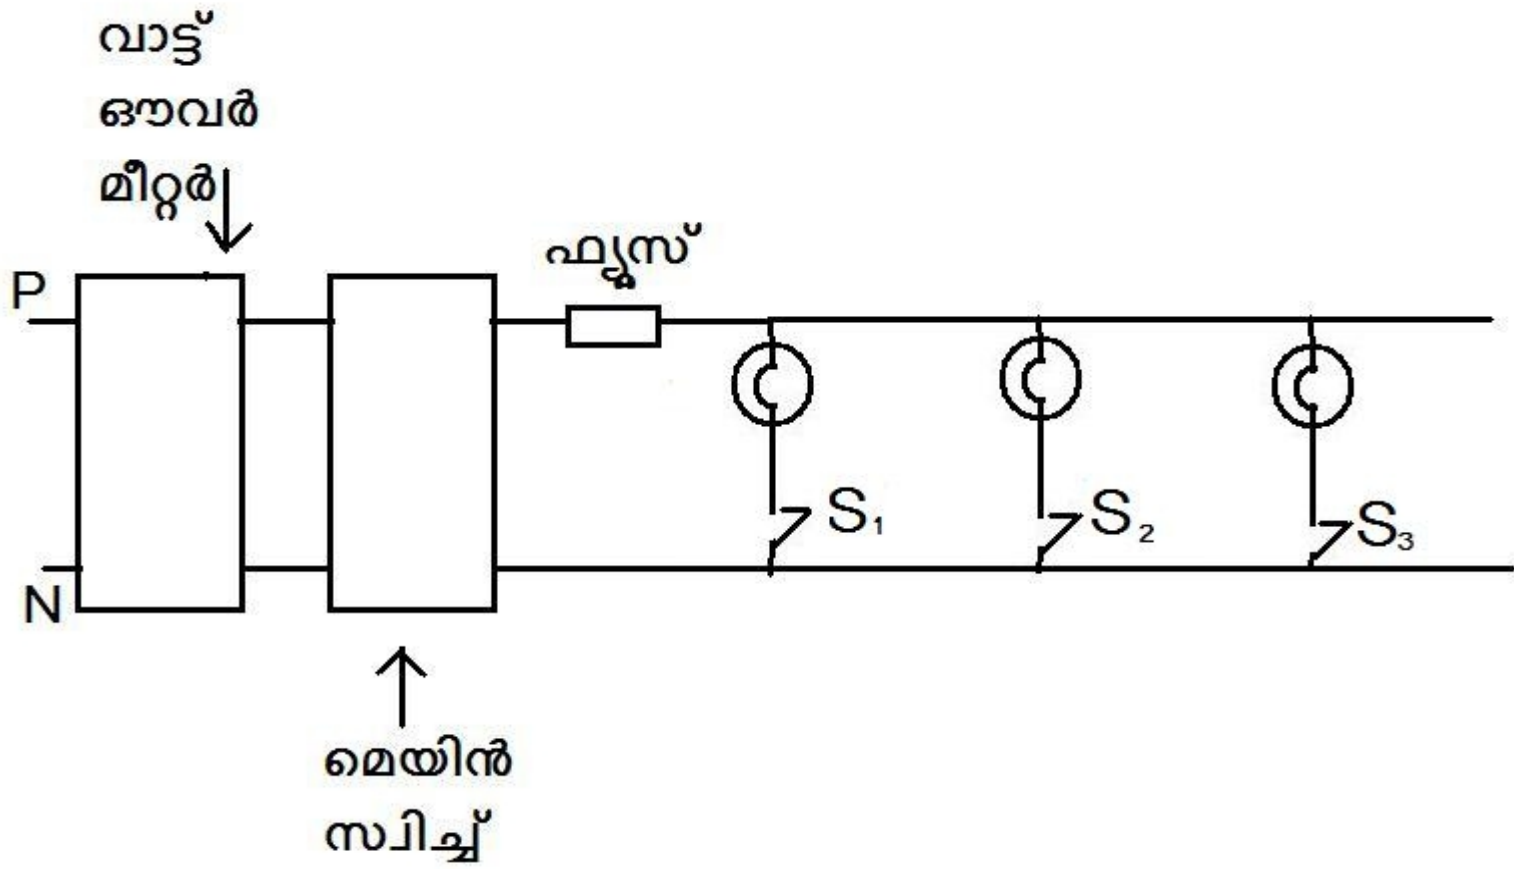 വാട്ട്
ഔവർ
മീറ്റർ
P
ഫ്യൂസ്
S₁
S₂
S₃
N
മെയിൻ
സ്വിച്ച്